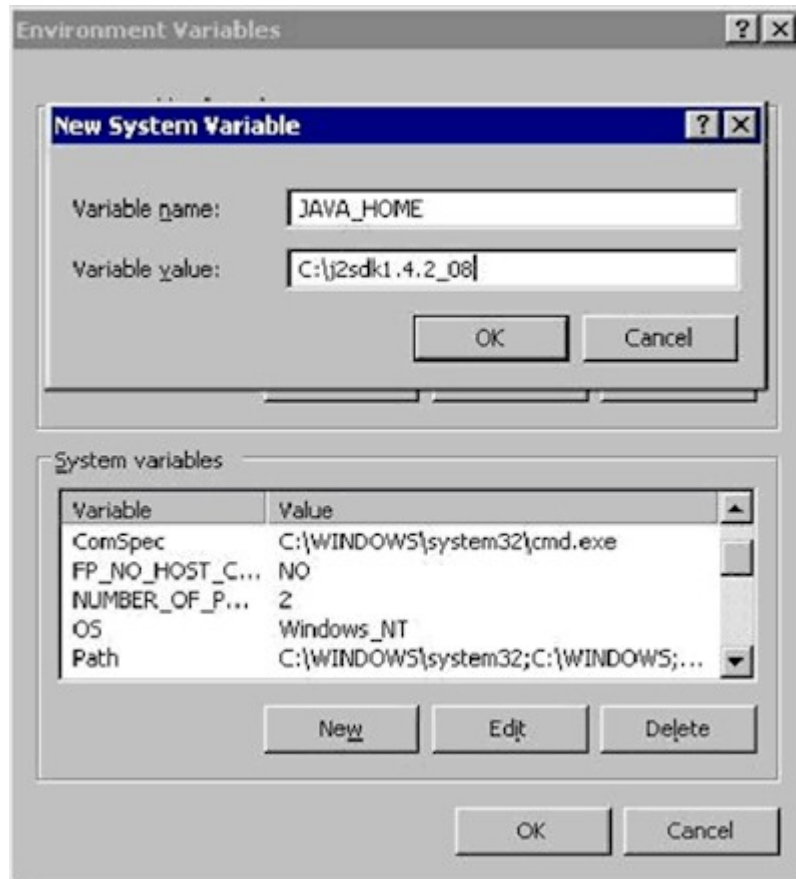 Environment Variables
New System Variable
Variable name: JAVA_HOME
Variable value: C:\j2sdk1.4.2_08
OK Cancel
System variables
Variable Value
ComSpec C:\WINDOWS\system32\cmd.exe
FP_NO_HOST_C... NO
NUMBER_OF_P... 2
OS Windows_NT
Path C:\WINDOWS\system32;C:\WINDOWS;...
New Edit Delete
OK Cancel